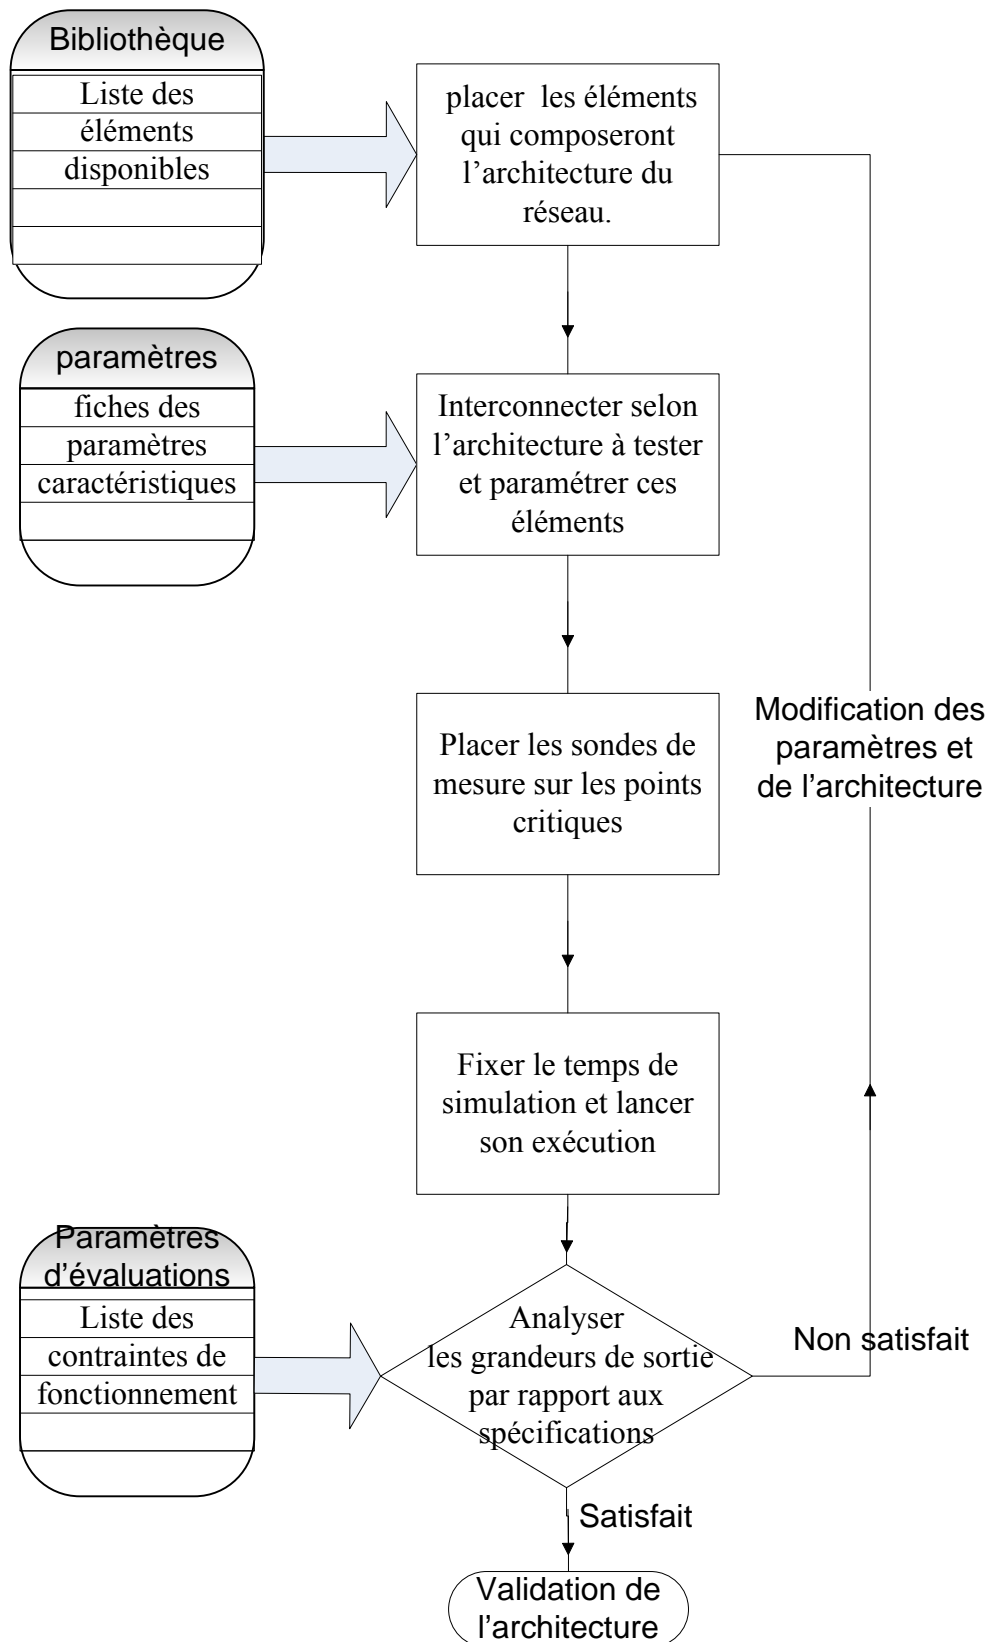 Bibliothèque
Liste des
éléments
disponibles
placer les éléments
qui composeront
l'architecture du
réseau.
paramètres
fiches des
paramètres
caractéristiques
Interconnecter selon
l'architecture à tester
et paramétrer ces
éléments
Placer les sondes de
mesure sur les points
critiques
Modification des
paramètres et
de l'architecture
Fixer le temps de
simulation et lancer
son exécution
Paramètres
d'évaluations
Liste des
contraintes de
fonctionnement
Analyser
les grandeurs de sortie
par rapport aux
spécifications
Non satisfait
Satisfait
Validation de
l'architecture